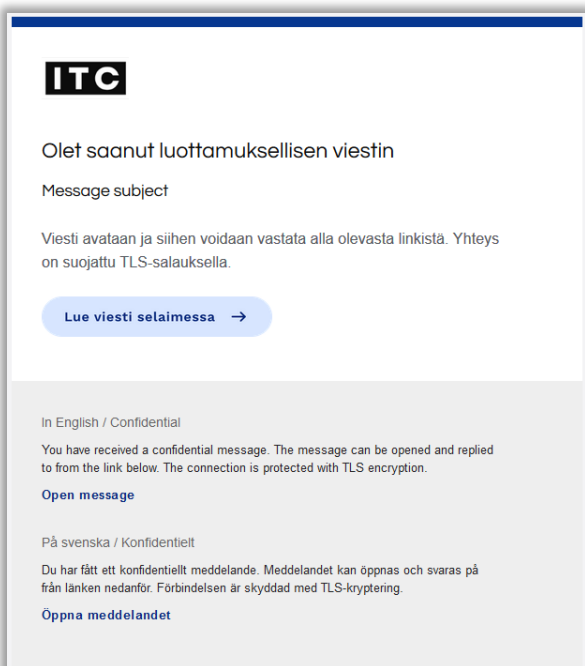 ITC
Olet saanut luottamuksellisen viestin
Message subject
Viesti avataan ja siihen voidaan vastata alla olevasta linkistä. Yhteys
on suojattu TLS-salauksella.
Lue viesti selaimessa →
In English / Confidential
You have received a confidential message. The message can be opened and replied
to from the link below. The connection is protected with TLS encryption.
Open message
På svenska / Konfidentielt
Du har fått ett konfidentiellt meddelande. Meddelandet kan öppnas och svaras på
från länken nedanför. Förbindelsen är skyddad med TLS-kryptering.
Öppna meddelandet